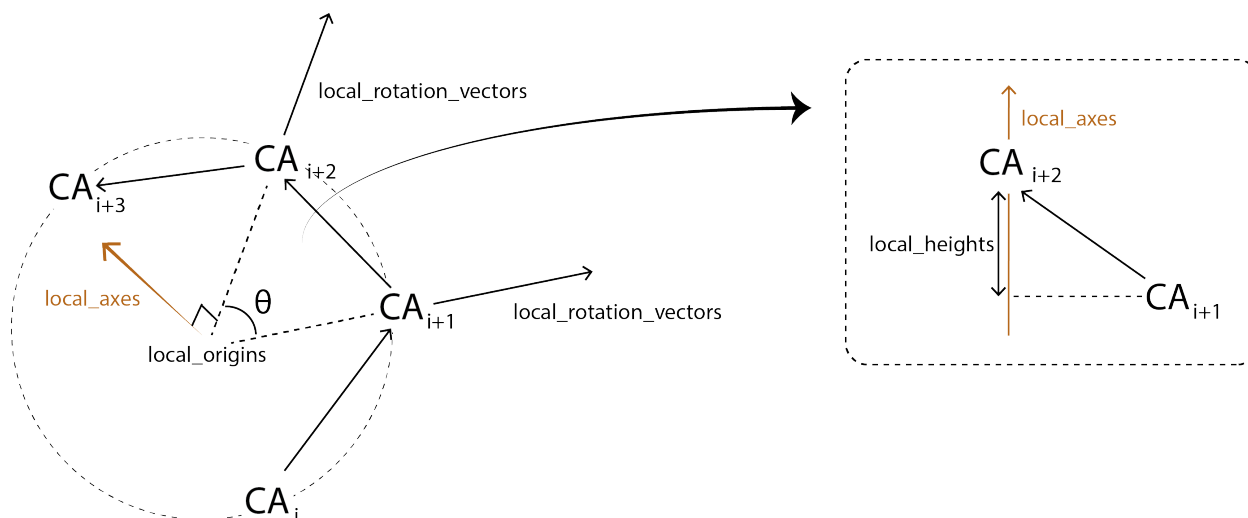 local_rotation_vectors
CA i+2
CA i+3
local_axes
θ
CA i+1
local_rotation_vectors
local_origins
CA i
local_axes
CA i+2
local_heights
CA i+1